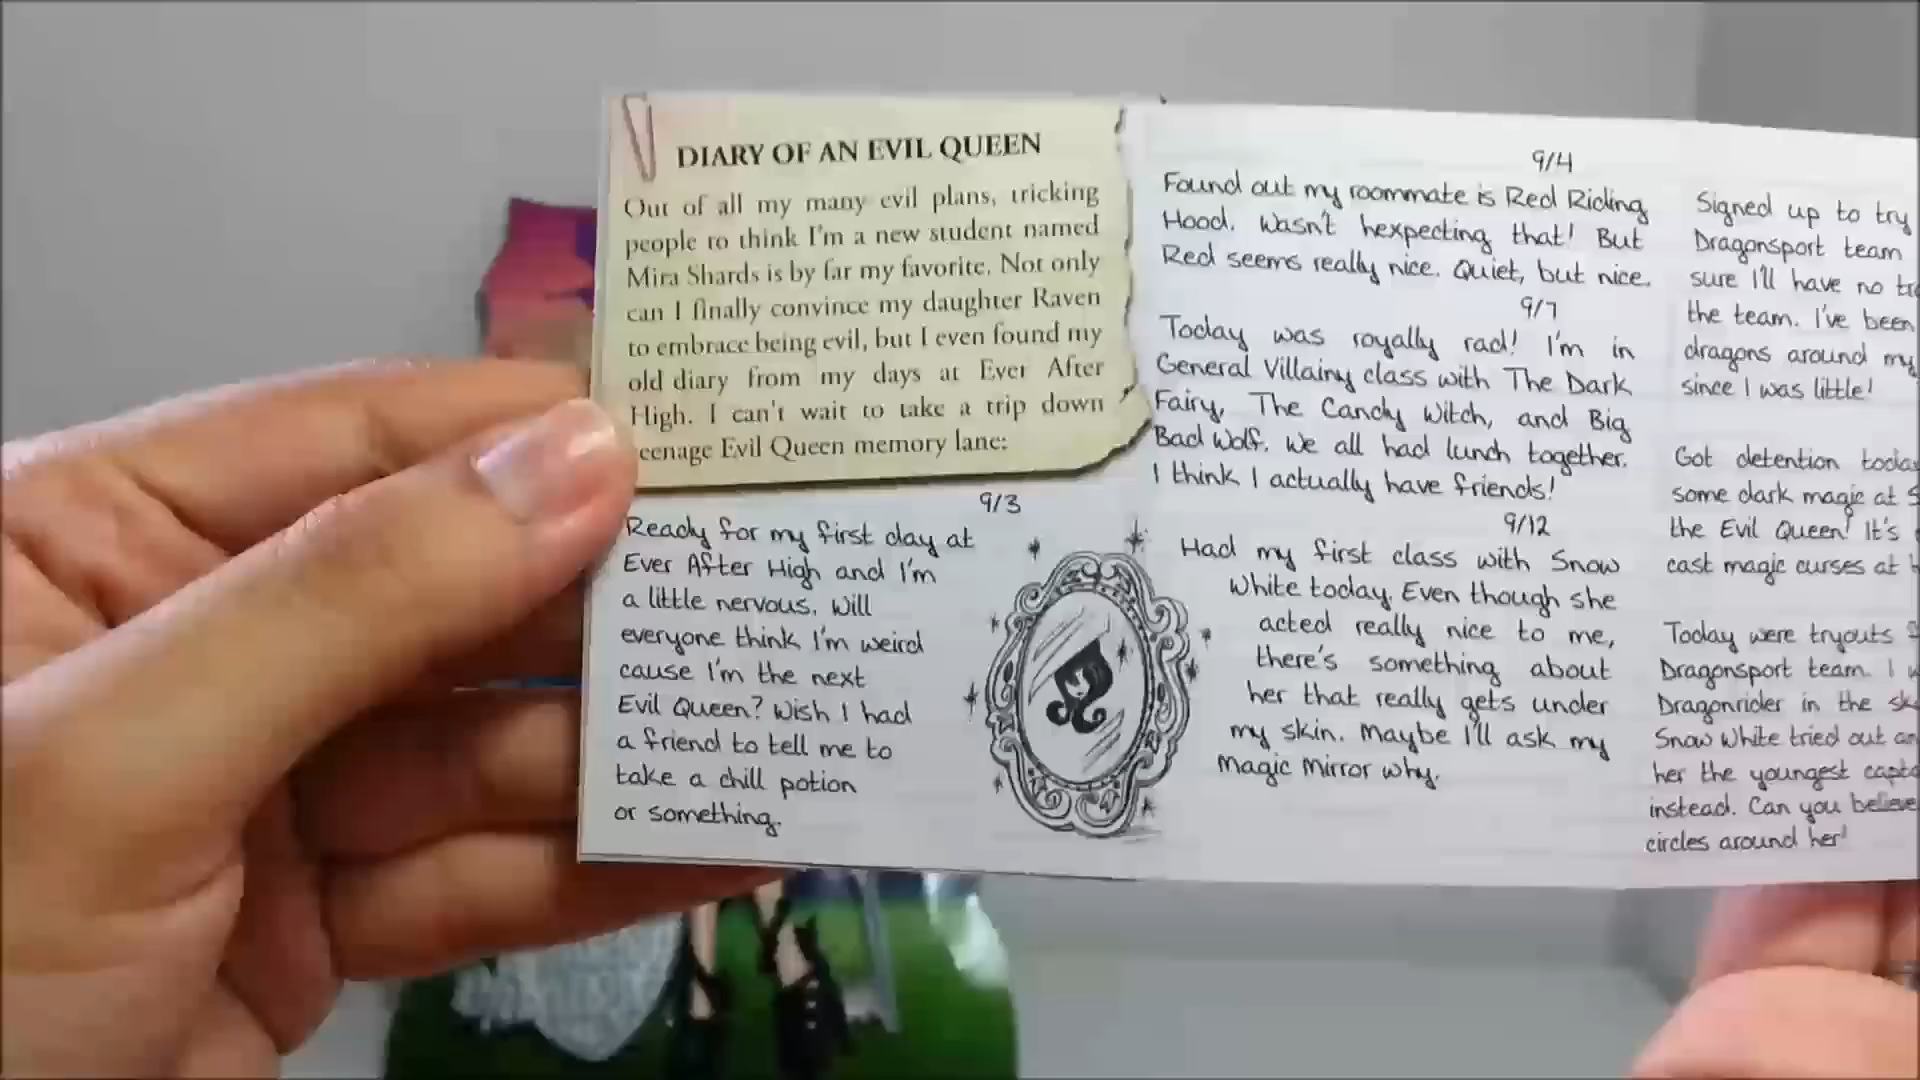 DIARY OF AN EVIL QUEEN
Out of all my many evil plans, tricking
people to think I'm a new student named
Mira Shards is by far my favorite. Not only
can I finally convince my daughter Raven
to embrace being evil, but I even found my
old diary from my days at Ever After
High. I can't wait to take a trip down
eenage Evil Queen memory lane:
9/3
Ready for my first day at
Ever After High and I'm
a little nervous. Will
everyone think I'm weird
cause I'm the next
Evil Queen? Wish I had
a friend to tell me to
take a chill potion
or something.
9/4
Found out my roommate is Red Riding
Hood. Wasn't hexpecting that! But
Red seems really nice. Quiet, but nice.
9/7
Today was royally rad! I'm in
General Villainy class with The Dark
Fairy, The Candy Witch, and Big
Bad Wolf. We all had lunch together.
I think I actually have friends!
9/12
Had my first class with Snow
White today. Even though she
acted really nice to me,
there's something about
her that really gets under
my skin. Maybe I'll ask my
magic mirror why.
Signed up to try
Dragonsport team
sure I'll have no
the team. I've been
dragons around my
since I was little!
Got detention
some dark magic at
the Evil Queen! It's
cast magic curses at
Today were tryouts
Dragonsport team. I
Dragonrider in the
Snow White tried out
her the youngest
instead. Can you believe
circles around her!